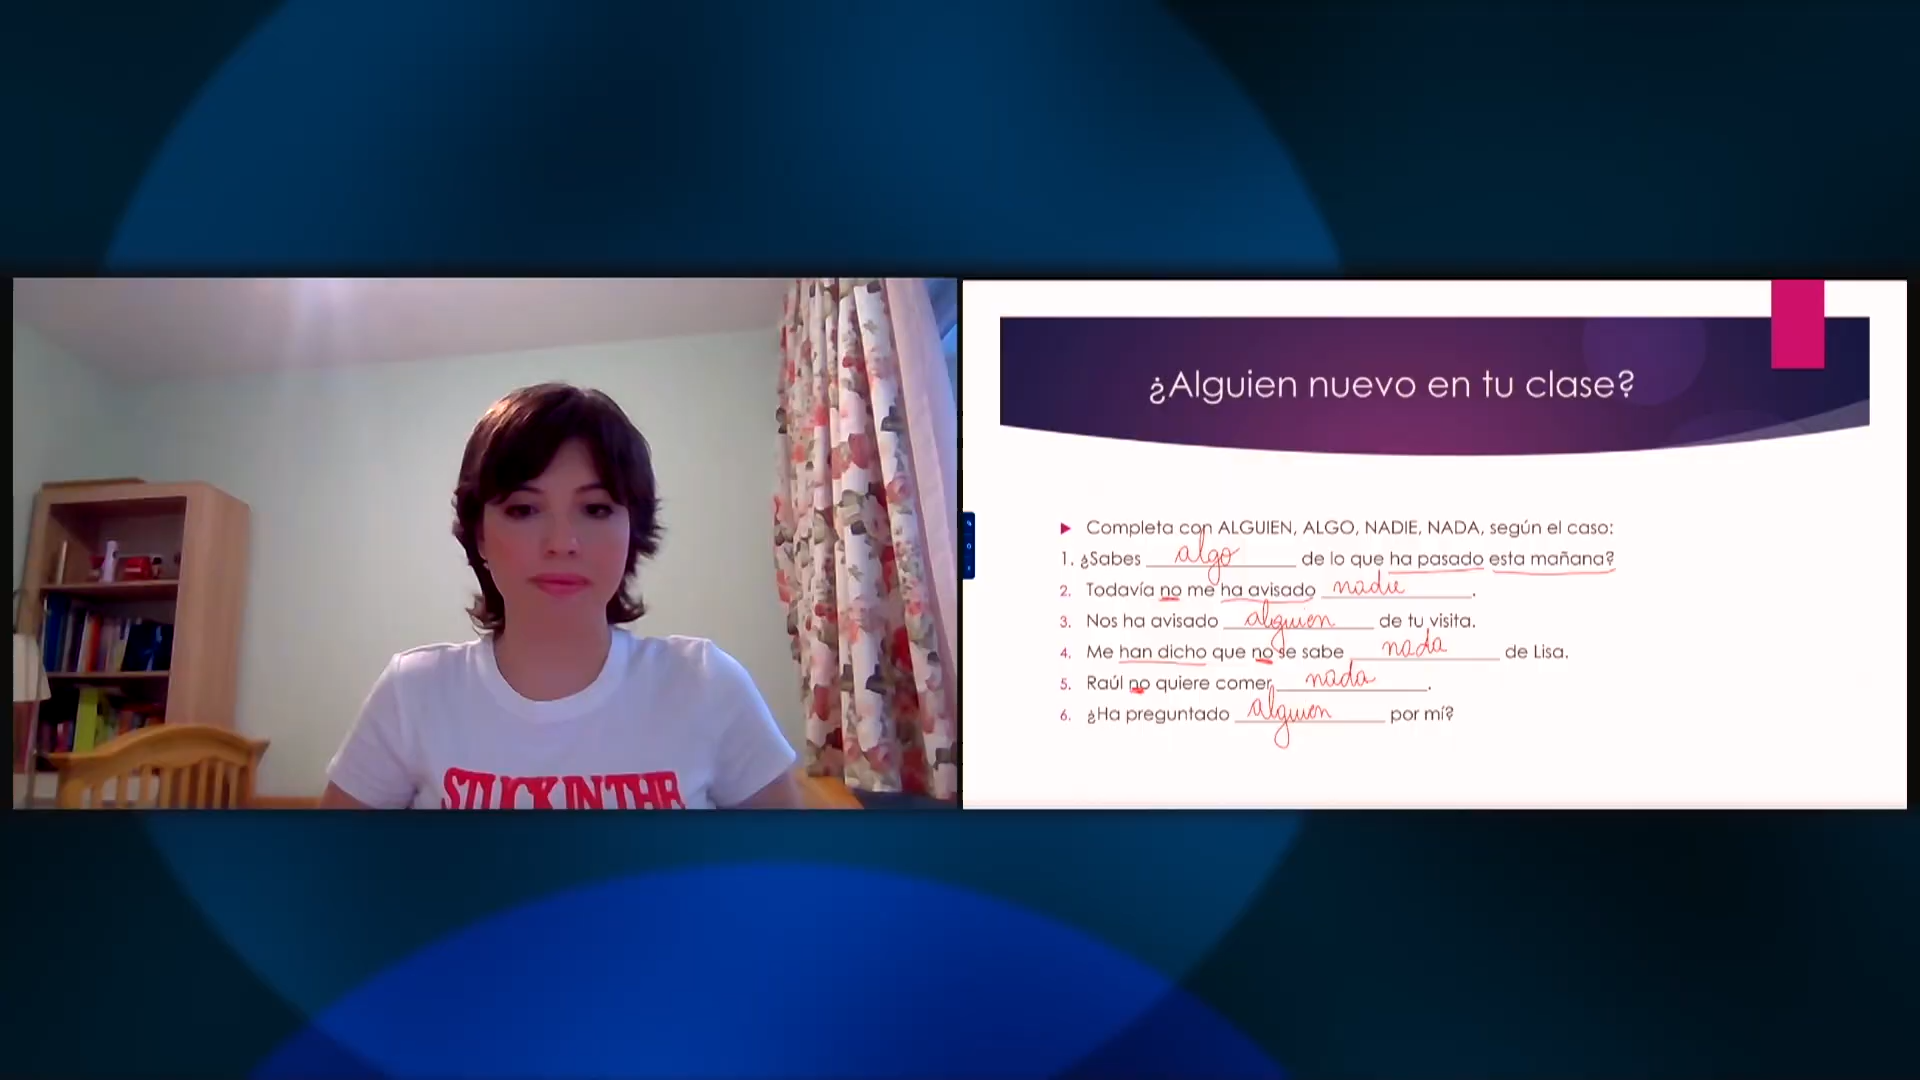 STUCK IN THE
¿Alguien nuevo en tu clase?
Completa con ALGUIEN, ALGO, NADIE, NADA, según el caso:
1. ¿Sabes algo de lo que ha pasado esta mañana?
2. Todavía no me ha avisado nadie.
3. Nos ha avisado alguien de tu visita.
4. Me han dicho que no se sabe nada de Lisa.
5. Raúl no quiere comer nada.
6. ¿Ha preguntado alguien por mí?